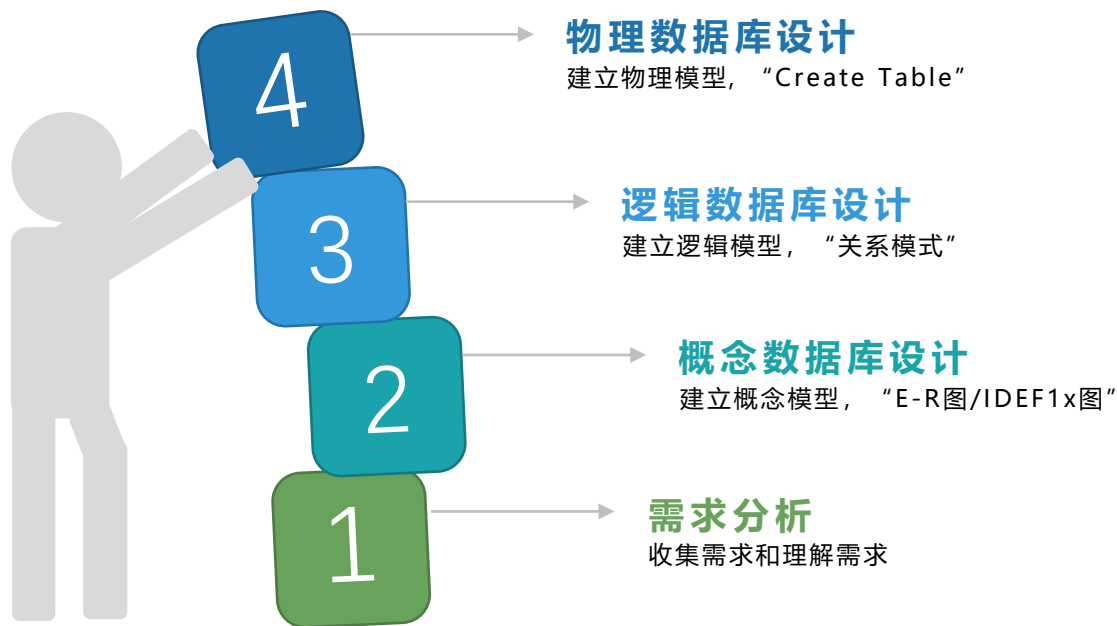 4
物理数据库设计
建立物理模型，“Create Table”
3
逻辑数据库设计
建立逻辑模型，“关系模式”
2
概念数据库设计
建立概念模型，“E-R图/IDEF1x图”
1
需求分析
收集需求和理解需求